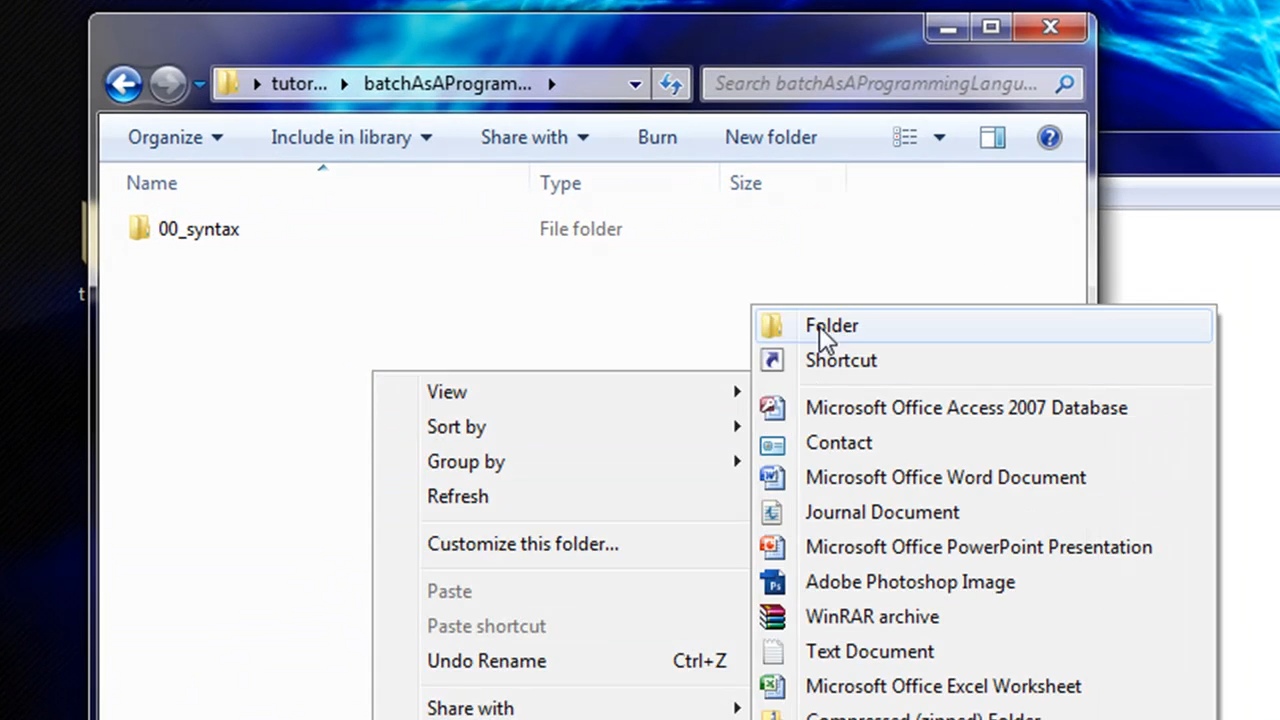 tutor... batchAsAProgram... Search batchAsAProgrammingLangu...
Organize Include in library Share with Burn New folder
Name Type Size
00_syntax File folder
t
Folder
Shortcut
Microsoft Office Access 2007 Database
Contact
Microsoft Office Word Document
Journal Document
Microsoft Office PowerPoint Presentation
Adobe Photoshop Image
WinRAR archive
Text Document
Microsoft Office Excel Worksheet
Compressed (zipped) Folder
View
Sort by
Group by
Refresh
Customize this folder...
Paste
Paste shortcut
Undo Rename Ctrl+Z
Share with